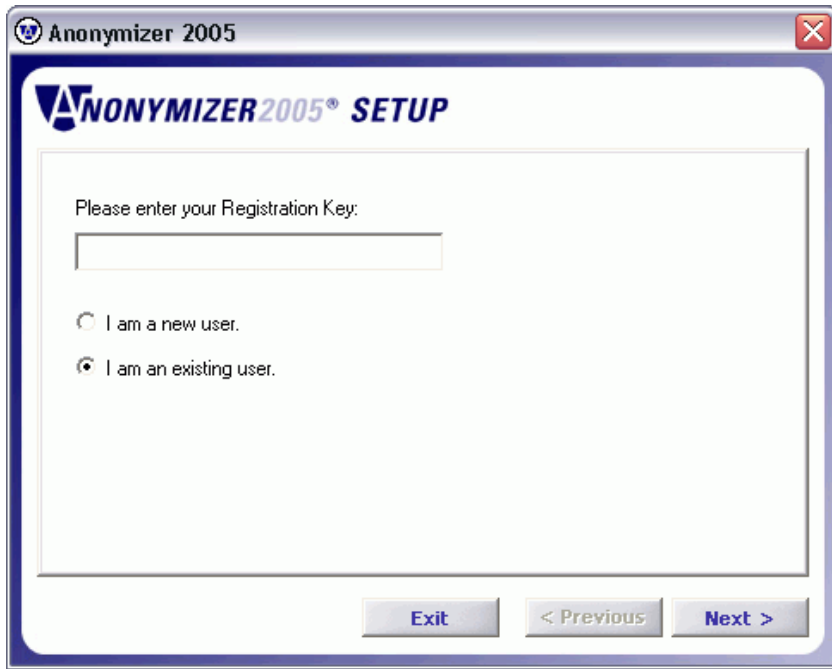 Anonymizer 2005
ANONYMIZER2005® SETUP
Please enter your Registration Key:
I am a new user.
I am an existing user.
Exit
< Previous
Next >